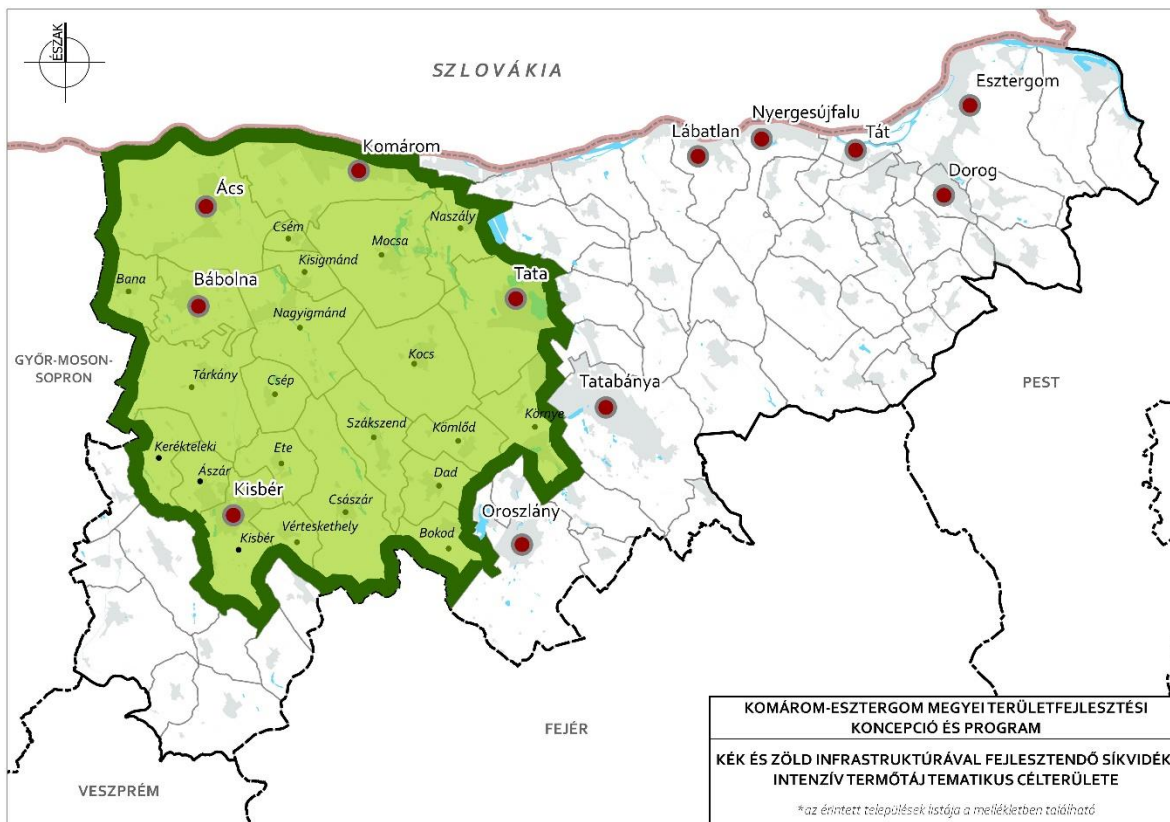 ÉSZAK
SZLOVÁKIA
Esztergom
Nyergesújfalu
Lábatlan
Tát
Komárom
Dorog
Ács
Naszály
Csém
Mocsa
Kisigmánd
Bana
Bábolna
Tata
Nagyigmánd
GYŐR-MOSON-
SOPRON
Kocs
Tárkány
Csép
Tatabánya
PEST
Környe
Szákszend
Kömlőd
Kerékteleki
Ete
Ászár
Dad
Kisbér
Császár
Oroszlány
Vérteskethely
Bokod
Kisbér
KOMÁROM-ESZTERGOM MEGYEI TERÜLETFEJLESZTÉSI
KONCEPCIÓ ÉS PROGRAM
FEJÉR
KÉK ÉS ZÖLD INFRASTRUKTÚRÁVAL FEJLESZTENDŐ SÍKVIDÉK
INTENZÍV TERMŐTÁJ TEMATIKUS CÉLTERÜLETE
VESZPRÉM
*az érintett települések listája a mellékletben található